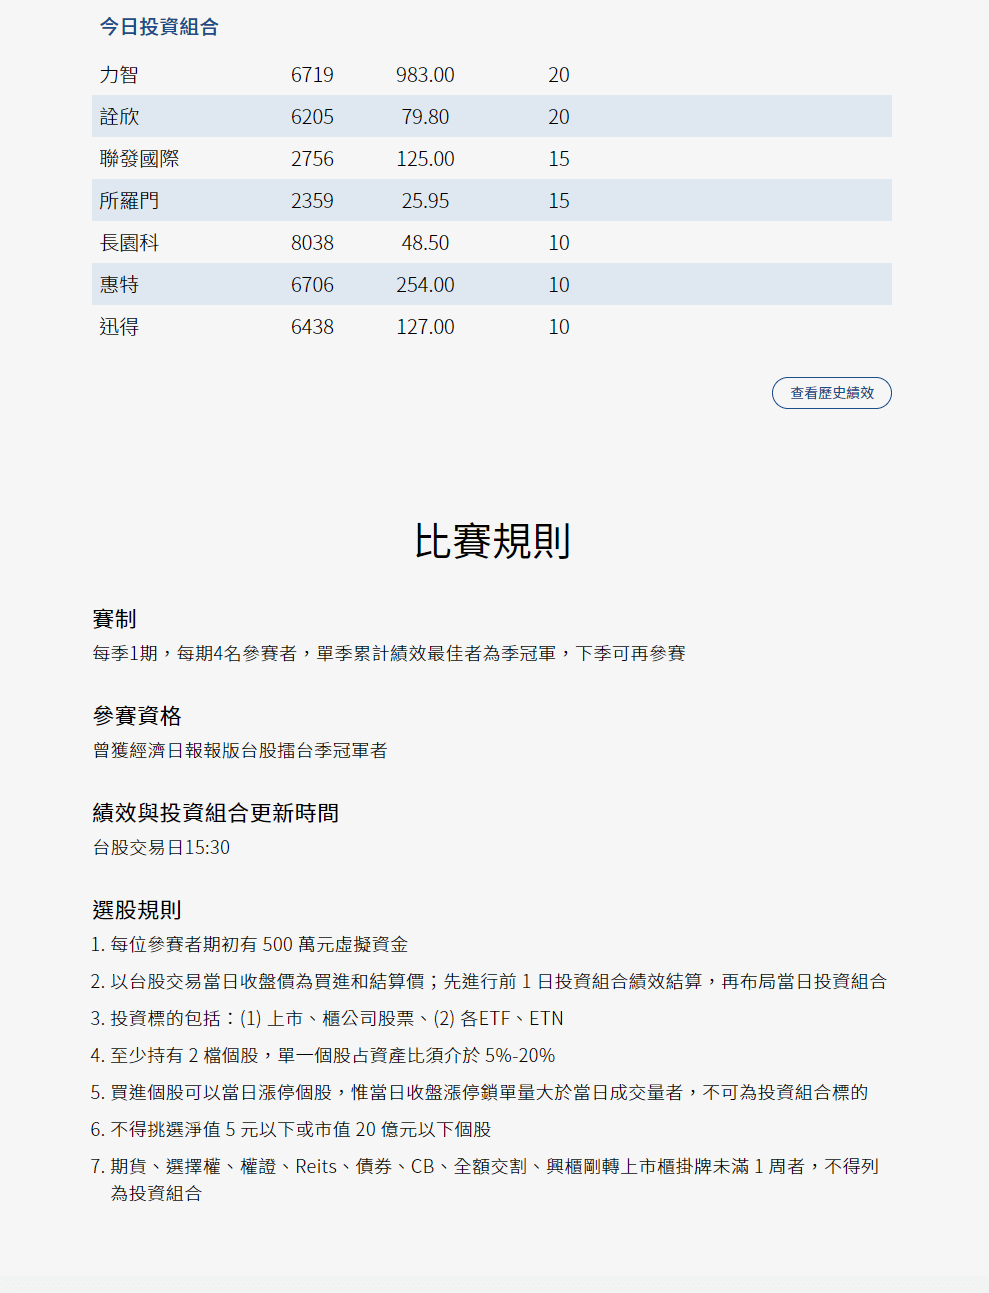 今日投資組合
力智 6719 983.00 20
詮欣 6205 79.80 20
聯發國際 2756 125.00 15
所羅門 2359 25.95 15
長園科 8038 48.50 10
惠特 6706 254.00 10
迅得 6438 127.00 10
查看歷史績效
比賽規則
賽制
每季1期，每期4名參賽者，單季累計績效最佳者為季冠軍，下季可再參賽
參賽資格
曾獲經濟日報報版台股擂台季冠軍者
績效與投資組合更新時間
台股交易日15:30
選股規則
1. 每位參賽者期初有 500 萬元虛擬資金
2. 以台股交易當日收盤價為買進和結算價；先進行前 1 日投資組合績效結算，再布局當日投資組合
3. 投資標的包括：(1) 上市、櫃公司股票、(2) 各ETF、ETN
4. 至少持有 2 檔個股，單一個股占資產比須介於 5%-20%
5. 買進個股可以當日漲停個股，惟當日收盤漲停鎖單量大於當日成交量者，不可為投資組合標的
6. 不得挑選淨值 5 元以下或市值 20 億元以下個股
7. 期貨、選擇權、權證、Reits、債券、CB、全額交割、興櫃剛轉上市櫃掛牌未滿 1 周者，不得列
為投資組合